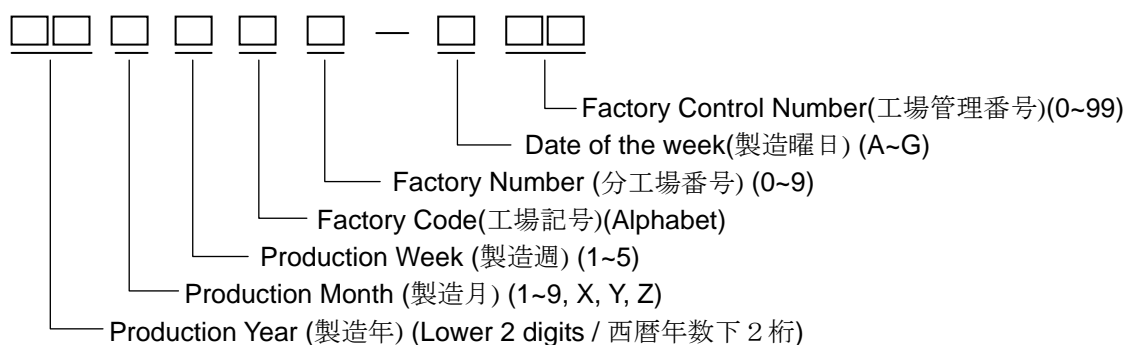 □□ □ □ □ □ － □ □□
Factory Control Number(工場管理番号)(0~99)
Date of the week(製造曜日) (A~G)
Factory Number (分工場番号) (0~9)
Factory Code(工場記号)(Alphabet)
Production Week (製造週) (1~5)
Production Month (製造月) (1~9, X, Y, Z)
Production Year (製造年) (Lower 2 digits / 西暦年数下２桁)